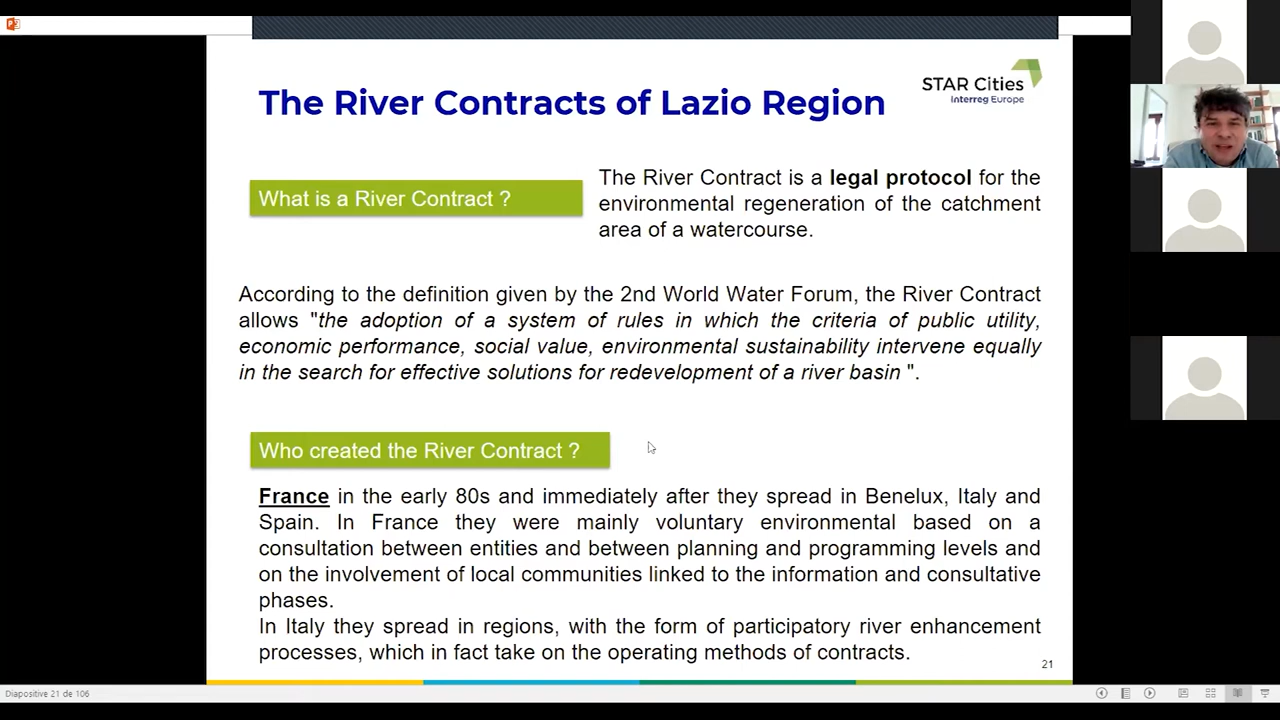 The River Contracts of Lazio Region
STAR Cities
Interreg Europe
What is a River Contract ?
The River Contract is a legal protocol for the
environmental regeneration of the catchment
area of a watercourse.
According to the definition given by the 2nd World Water Forum, the River Contract
allows "the adoption of a system of rules in which the criteria of public utility,
economic performance, social value, environmental sustainability intervene equally
in the search for effective solutions for redevelopment of a river basin ".
Who created the River Contract ?
France in the early 80s and immediately after they spread in Benelux, Italy and
Spain. In France they were mainly voluntary environmental based on a
consultation between entities and between planning and programming levels and
on the involvement of local communities linked to the information and consultative
phases.
In Italy they spread in regions, with the form of participatory river enhancement
processes, which in fact take on the operating methods of contracts.
21
Diapositive 21 de 106